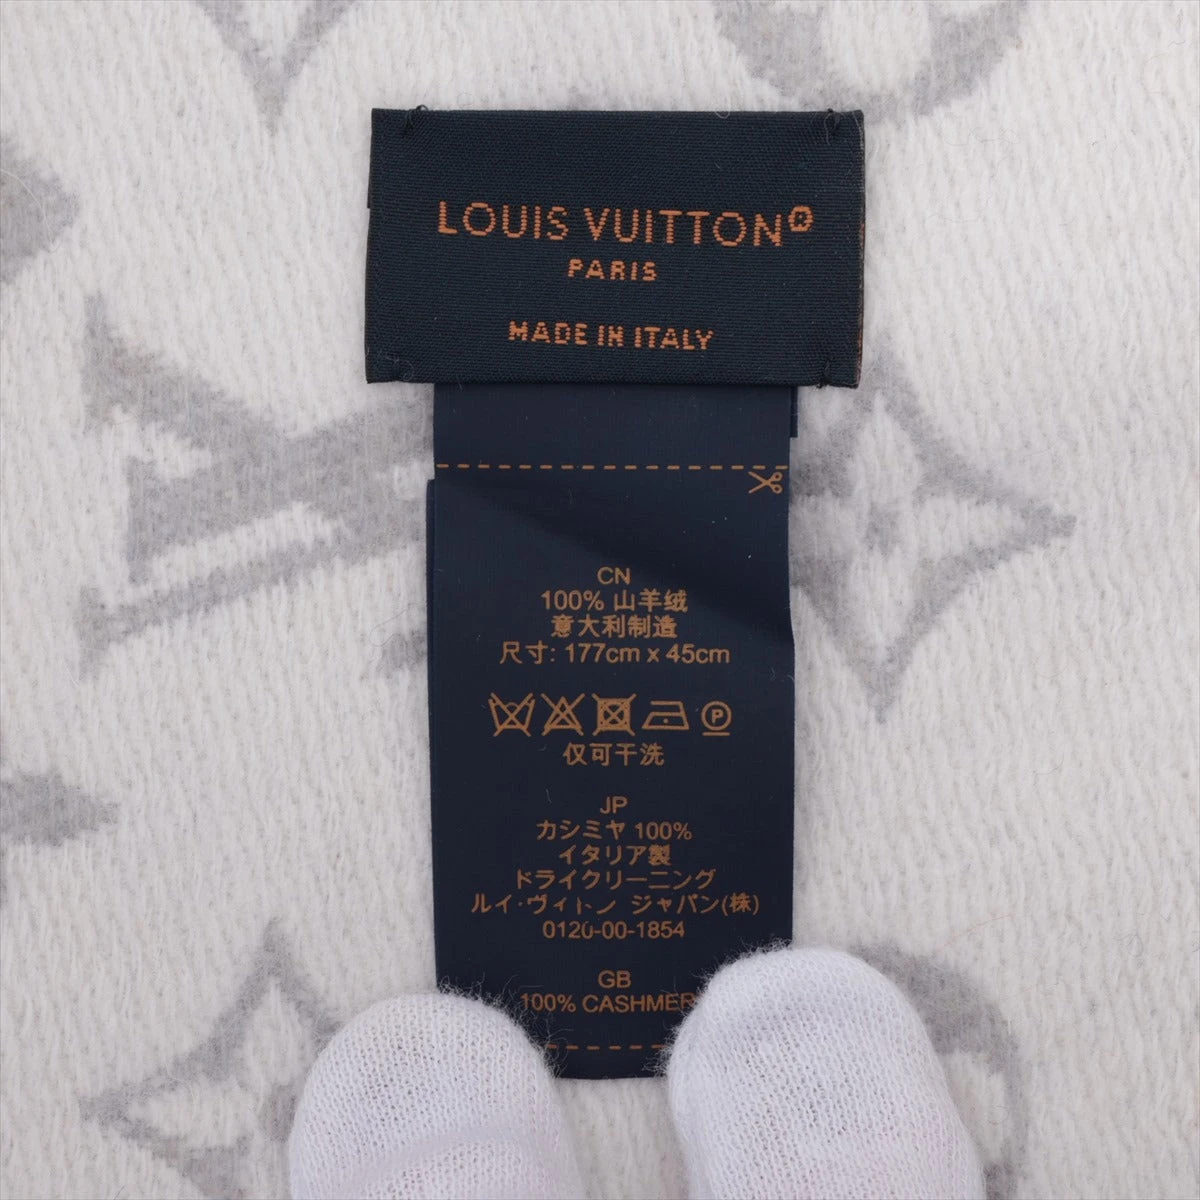 LOUIS VUITTON®
PARIS
MADE IN ITALY
CN
100% 山羊绒
意大利制造
尺寸: 177cm x 45cm
P
仅可干洗
JP
カシミヤ 100%
イタリア製
ドライクリーニング
ルイ·ヴィトン ジャパン(株)
0120-00-1854
GB
100% CASHMER